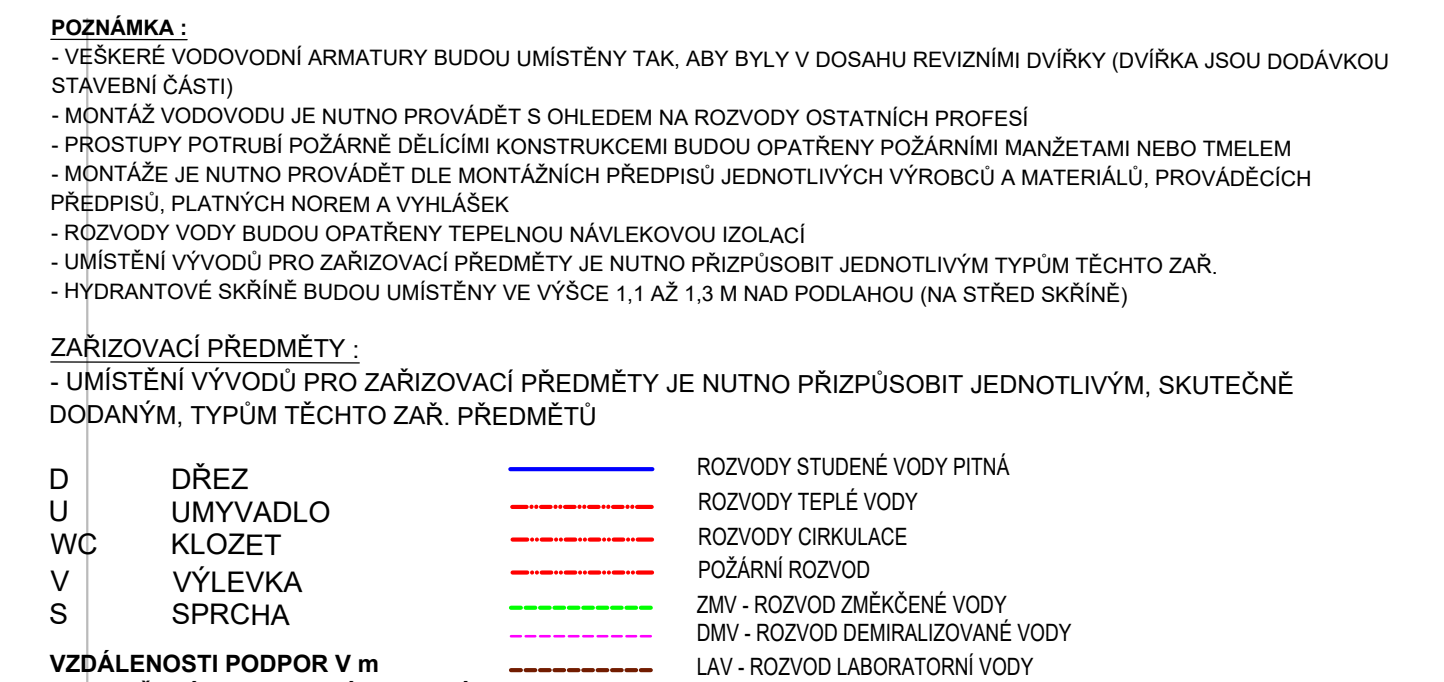 POZNÁMKA :
- VEŠKERÉ VODOVODNÍ ARMATURY BUDOU UMÍSTĚNY TAK, ABY BYLY V DOSAHU REVIZNÍMI DVÍŘKY (DVÍŘKA JSOU DODÁVKOU
STAVEBNÍ ČÁSTI)
- MONTÁŽ VODOVODU JE NUTNO PROVÁDĚT S OHLEDEM NA ROZVODY OSTATNÍCH PROFESÍ
- PROSTUPY POTRUBÍ POŽÁRNĚ DĚLÍCÍMI KONSTRUKCEMI BUDOU OPATŘENY POŽÁRNÍMI MANŽETAMI NEBO TMELEM
- MONTÁŽE JE NUTNO PROVÁDĚT DLE MONTÁŽNÍCH PŘEDPISŮ JEDNOTLIVÝCH VÝROBCŮ A MATERIÁLŮ, PROVÁDĚCÍCH
PŘEDPISŮ, PLATNÝCH NOREM A VYHLÁŠEK
- ROZVODY VODY BUDOU OPATŘENY TEPELNOU NÁVLEKOVOU IZOLACÍ
- UMÍSTĚNÍ VÝVODŮ PRO ZAŘIZOVACÍ PŘEDMĚTY JE NUTNO PŘIZPŮSOBIT JEDNOTLIVÝM TYPŮM TĚCHTO ZAŘ.
- HYDRANTOVÉ SKŘÍNĚ BUDOU UMÍSTĚNY VE VÝŠCE 1,1 AŽ 1,3 M NAD PODLAHOU (NA STŘED SKŘÍNĚ)
ZAŘIZOVACÍ PŘEDMĚTY :
- UMÍSTĚNÍ VÝVODŮ PRO ZAŘIZOVACÍ PŘEDMĚTY JE NUTNO PŘIZPŮSOBIT JEDNOTLIVÝM, SKUTEČNĚ
DODANÝM, TYPŮM TĚCHTO ZAŘ. PŘEDMĚTŮ
D DŘEZ
U UMYVADLO
WC KLOZET
V VÝLEVKA
S SPRCHA
ROZVODY STUDENÉ VODY PITNÁ
ROZVODY TEPLÉ VODY
ROZVODY CIRKULACE
POŽÁRNÍ ROZVOD
ZMV - ROZVOD ZMĚKČENÉ VODY
DMV - ROZVOD DEMIRALIZOVANÉ VODY
LAV - ROZVOD LABORATORNÍ VODY
VZDÁLENOSTI PODPOR V m